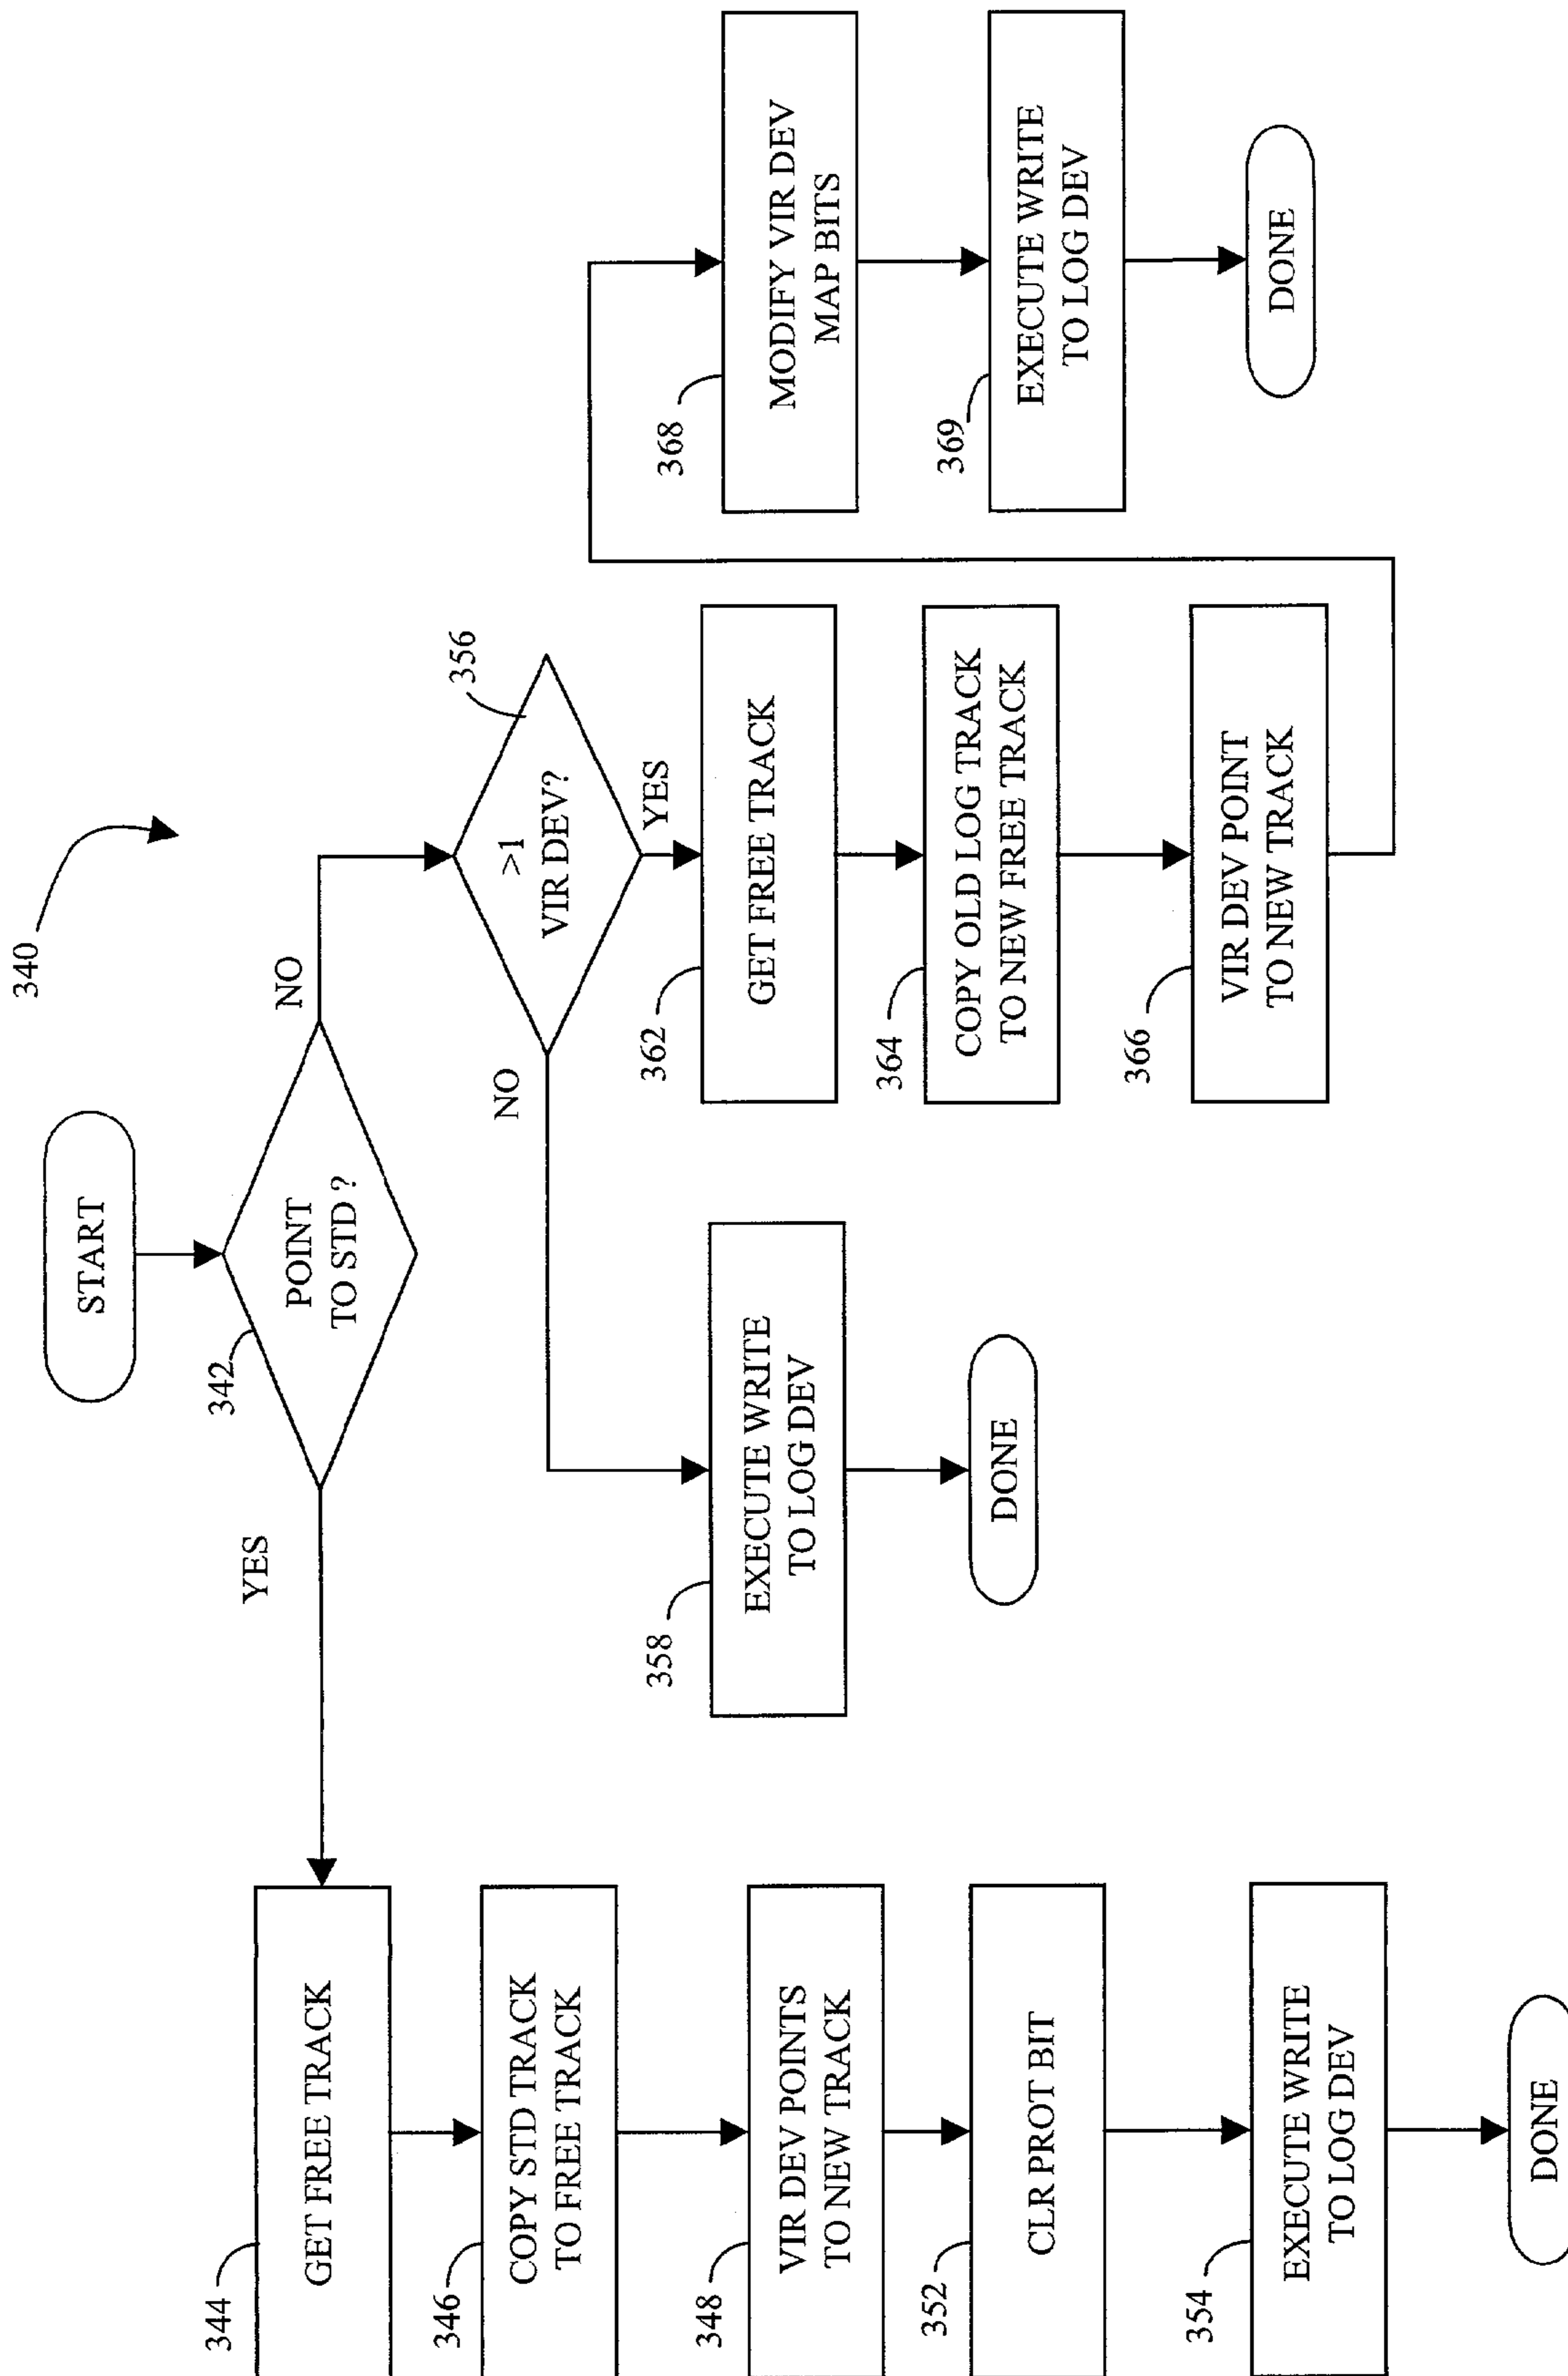 340
START
342
POINT
TO STD ?
YES
NO
344
GET FREE TRACK
346
COPY STD TRACK
TO FREE TRACK
348
VIR DEV POINTS
TO NEW TRACK
352
CLR PROT BIT
354
EXECUTE WRITE
TO LOG DEV
DONE
356
>1
VIR DEV?
NO
YES
358
EXECUTE WRITE
TO LOG DEV
DONE
362
GET FREE TRACK
364
COPY OLD LOG TRACK
TO NEW FREE TRACK
366
VIR DEV POINT
TO NEW TRACK
368
MODIFY VIR DEV
MAP BITS
369
EXECUTE WRITE
TO LOG DEV
DONE